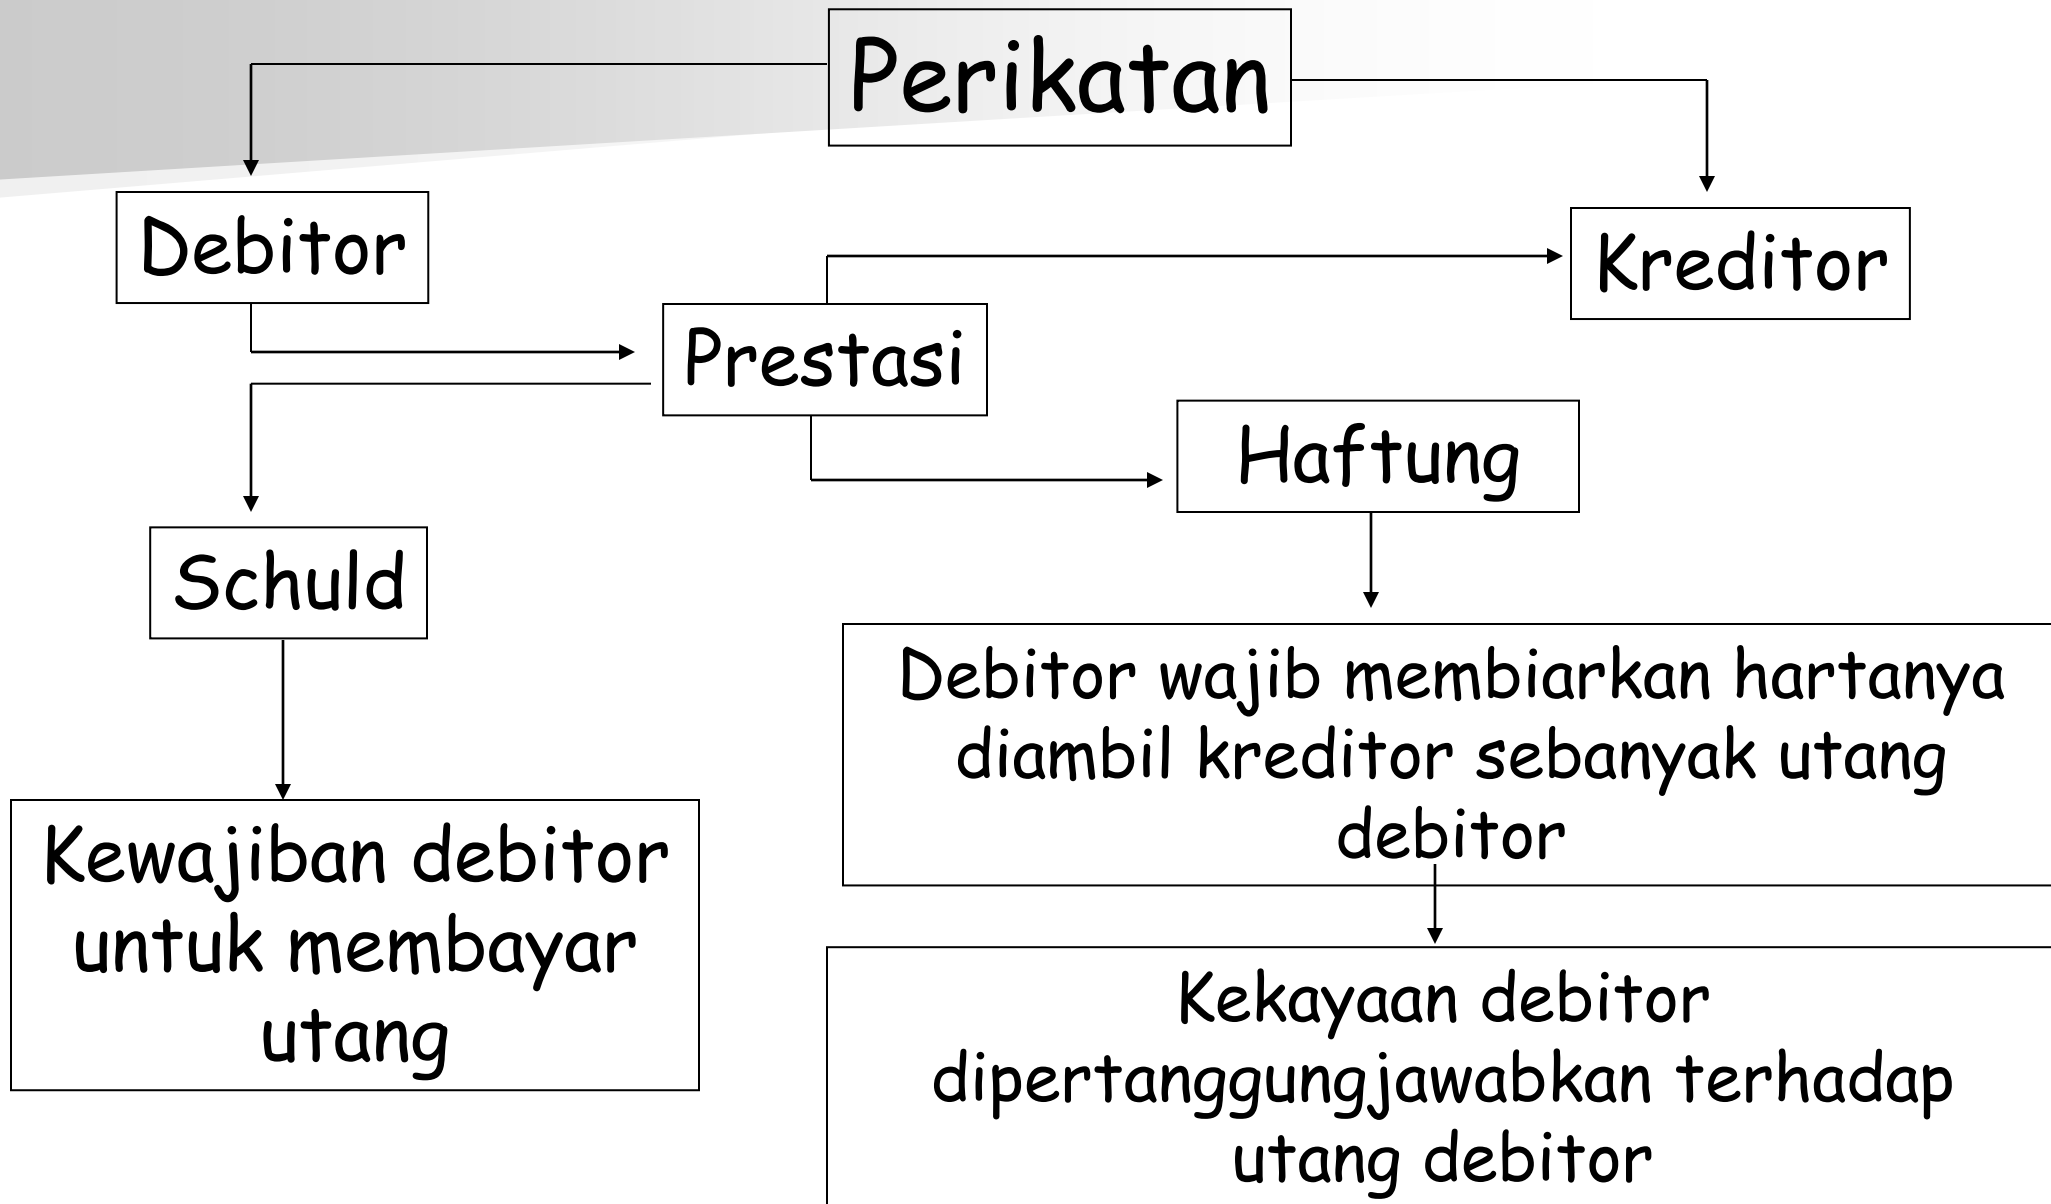 Perikatan
Debitor
Kreditor
Prestasi
Haftung
Schuld
Debitor wajib membiarkan hartanya
diambil kreditor sebanyak utang
debitor
Kewajiban debitor
untuk membayar
utang
Kekayaan debitor
dipertanggungjawabkan terhadap
utang debitor